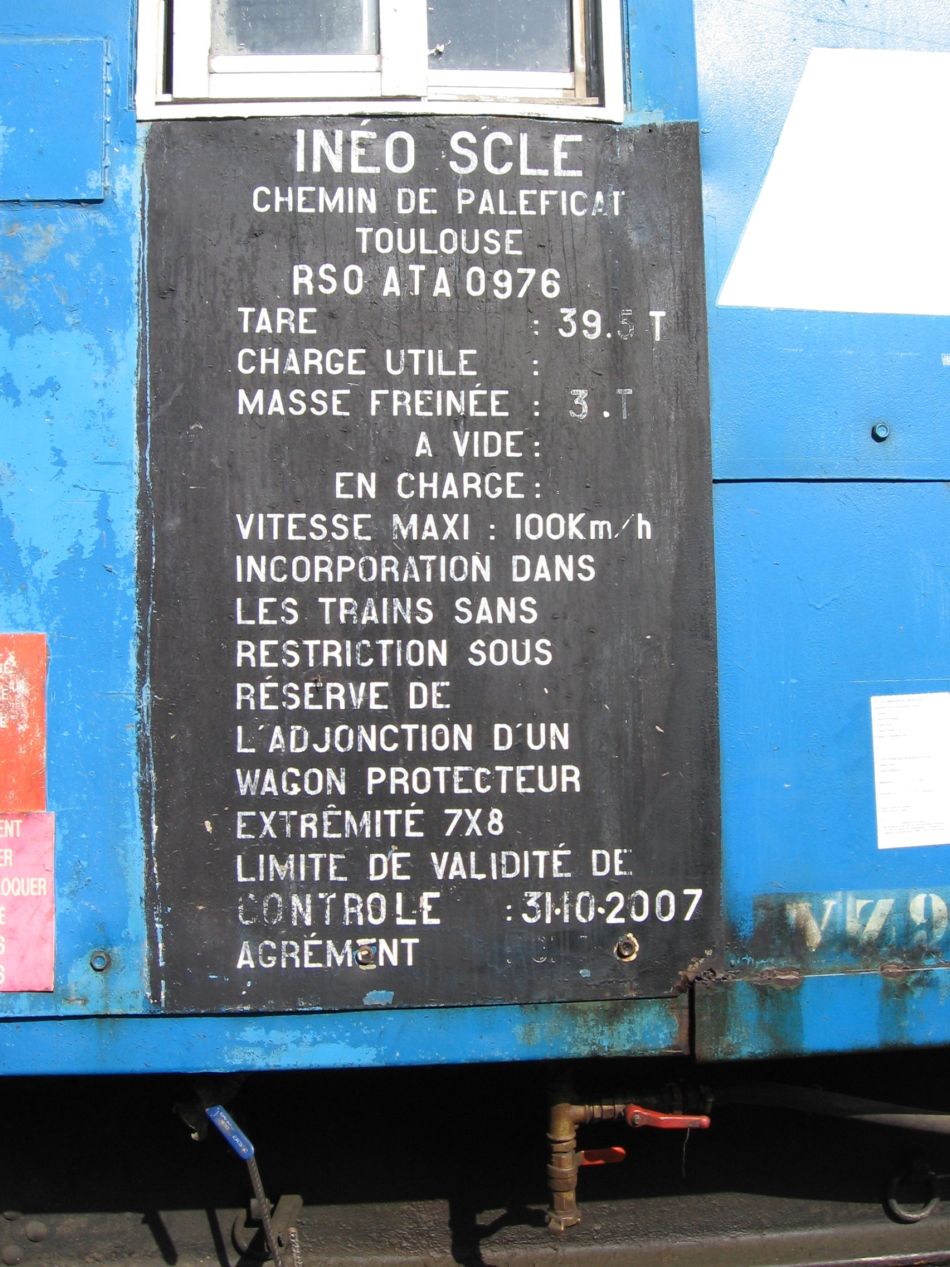 INÉO SCLE
CHEMIN DE PALEFICAT
TOULOUSE
RSO ATA 0976
TARE : 39.5 T
CHARGE UTILE :
MASSE FREINÉE : 3 . T
A VIDE :
EN CHARGE :
VITESSE MAXI : 100Km/h
INCORPORATION DANS
LES TRAINS SANS
RESTRICTION SOUS
RÉSERVE DE
L'ADJONCTION D'UN
WAGON PROTECTEUR
EXTRÊMITÉ 7X8
LIMITE DE VALIDITÉ DE
CONTROLE : 31·10·2007
AGRÉMENT